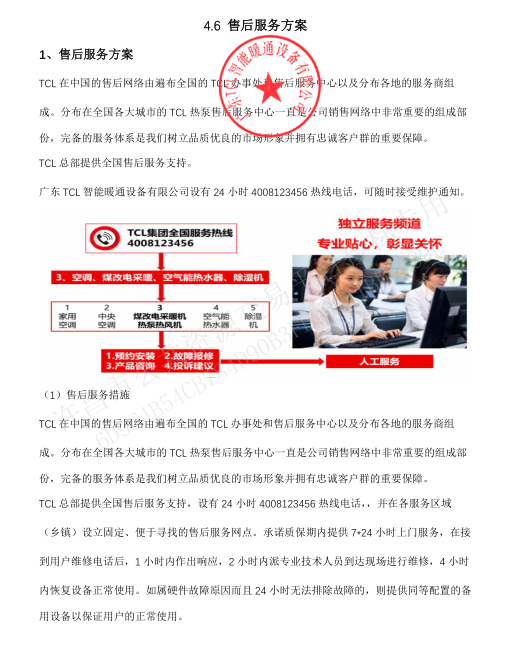 4.6 售后服务方案
1、售后服务方案
TCL 在中国的售后网络由遍布全国的 TCL 办事处和售后服务中心以及分布各地的服务商组
成。分布在全国各大城市的 TCL 热泵售后服务中心一直是公司销售网络中非常重要的组成部
份，完备的服务体系是我们树立品质优良的市场形象并拥有忠诚客户群的重要保障。
TCL 总部提供全国售后服务支持。
广东 TCL 智能暖通设备有限公司设有 24 小时 4008123456 热线电话，可随时接受维护通知。
TCL集团全国服务热线
4008123456
独立服务频道
专业贴心，彰显关怀
3、空调、煤改电采暖、空气能热水器、除湿机
1 2 3 4 5
家用 中央 煤改电采暖机 空气能 除湿
空调 空调 热泵热风机 热水器 机
1.预约安装 2.故障报修
3.产品咨询 4.投诉建议
人工服务
（1）售后服务措施
TCL 在中国的售后网络由遍布全国的 TCL 办事处和售后服务中心以及分布各地的服务商组
成。分布在全国各大城市的 TCL 热泵售后服务中心一直是公司销售网络中非常重要的组成部
份，完备的服务体系是我们树立品质优良的市场形象并拥有忠诚客户群的重要保障。
TCL 总部提供全国售后服务支持，设有 24 小时 4008123456 热线电话，，并在各服务区域
（乡镇）设立固定、便于寻找的售后服务网点。承诺质保期内提供 7*24 小时上门服务，在接
到用户维修电话后，1 小时内作出响应，2 小时内派专业技术人员到达现场进行维修，4 小时
内恢复设备正常使用。如属硬件故障原因而且 24 小时无法排除故障的，则提供同等配置的备
用设备以保证用户的正常使用。